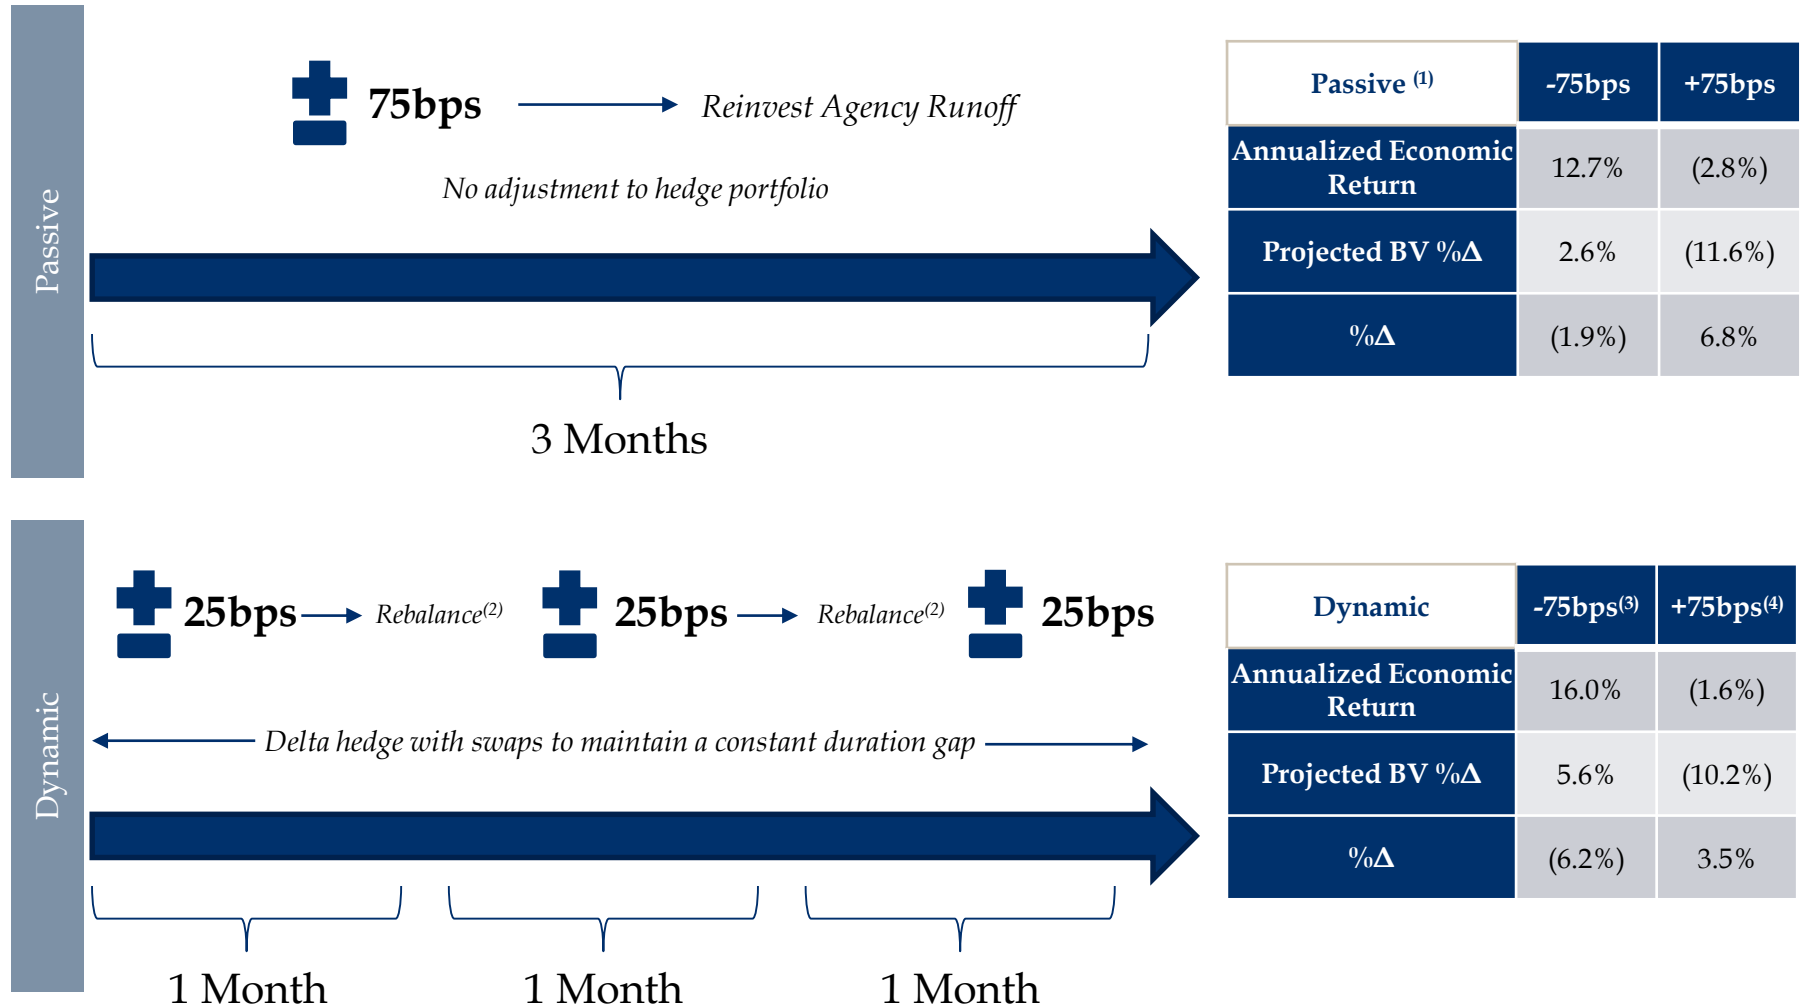 Passive
75bps
Reinvest Agency Runoff
No adjustment to hedge portfolio
3 Months
Passive (1) -75bps +75bps
Annualized Economic
Return 12.7% (2.8%)
Projected BV %Δ 2.6% (11.6%)
%Δ (1.9%) 6.8%
Dynamic
25bps Rebalance(2) 25bps Rebalance(2) 25bps
Delta hedge with swaps to maintain a constant duration gap
1 Month 1 Month 1 Month
Dynamic -75bps(3) +75bps(4)
Annualized Economic
Return 16.0% (1.6%)
Projected BV %Δ 5.6% (10.2%)
%Δ (6.2%) 3.5%